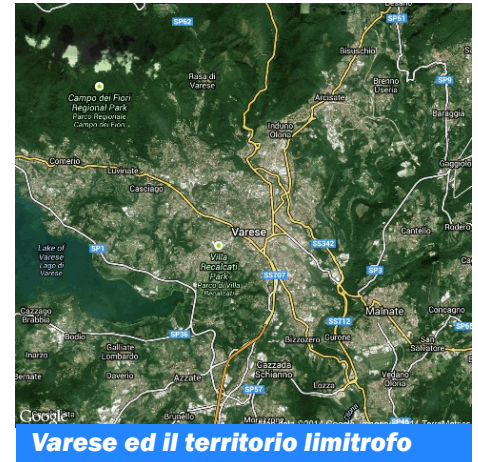 SP62
Besano
SP51
Bisuschio
Rasa di
Varese
Brenno
Useria
SP9
Campo dei Fiori
Regional Park
Parco Regionale
Campo dei Fiori
Arcisate
Baraggia
Induno
Olona
Comerio
Luvinate
Gaggiolo
Casciago
Varese
Cantello
Rodero
Lake of
Varese
Lago di
Varese
SP1
SS342
Villa
Recalcati
Park
Parco di Villa
Recalcati
SS707
SP3
Cazzago
Brabbia
Malnate
Concagno
Bodio
SP36
SS712
SP65
Inarzo
Galliate
Lombardo
Bizzozero
Gurone
San
Salvatore
Bernate
Daverio
Azzate
Gazzada
Schianno
Vedano
Olona
SP57
Lozza
Google
Brunello
Olona
Varese ed il territorio limitrofo